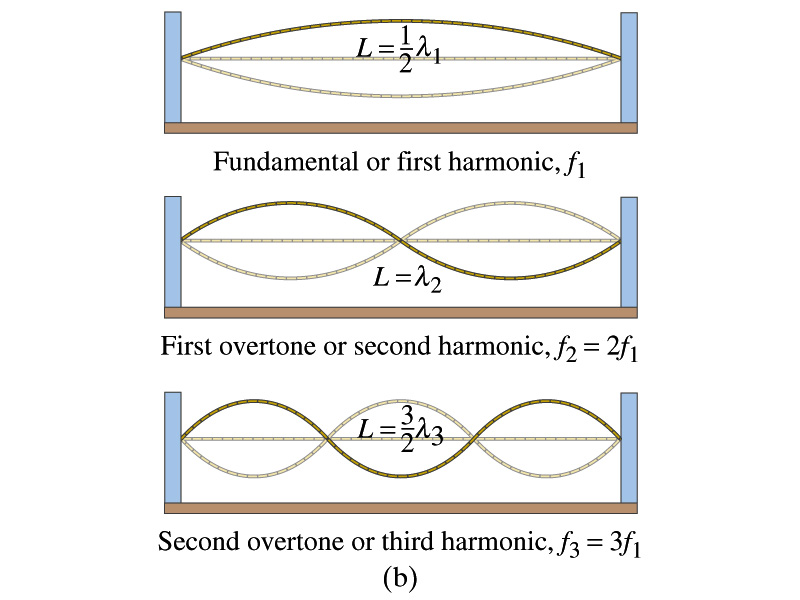 L = 1/2 λ₁
Fundamental or first harmonic, f₁
L = λ₂
First overtone or second harmonic, f₂ = 2f₁
L = 3/2 λ₃
Second overtone or third harmonic, f₃ = 3f₁
(b)